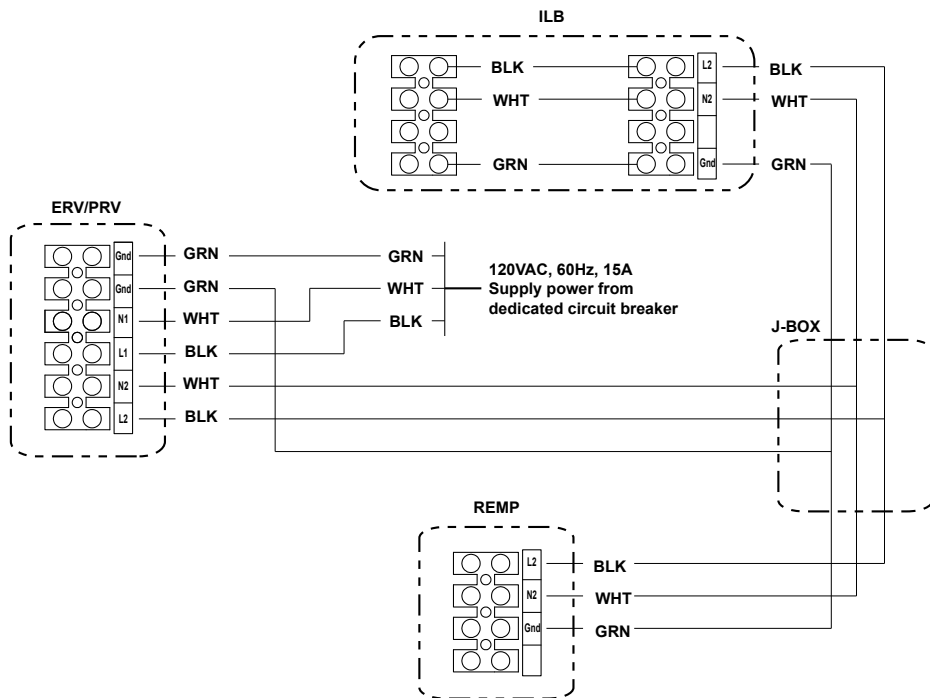 ILB
BLK L2 BLK
WHT N2 WHT
GRN Gnd GRN
ERV/PRV
Gnd GRN GRN
Gnd GRN WHT
N1 WHT BLK
L1 BLK
N2 WHT
L2 BLK
120VAC, 60Hz, 15A
Supply power from
dedicated circuit breaker
J-BOX
REMP
L2 BLK
N2 WHT
Gnd GRN